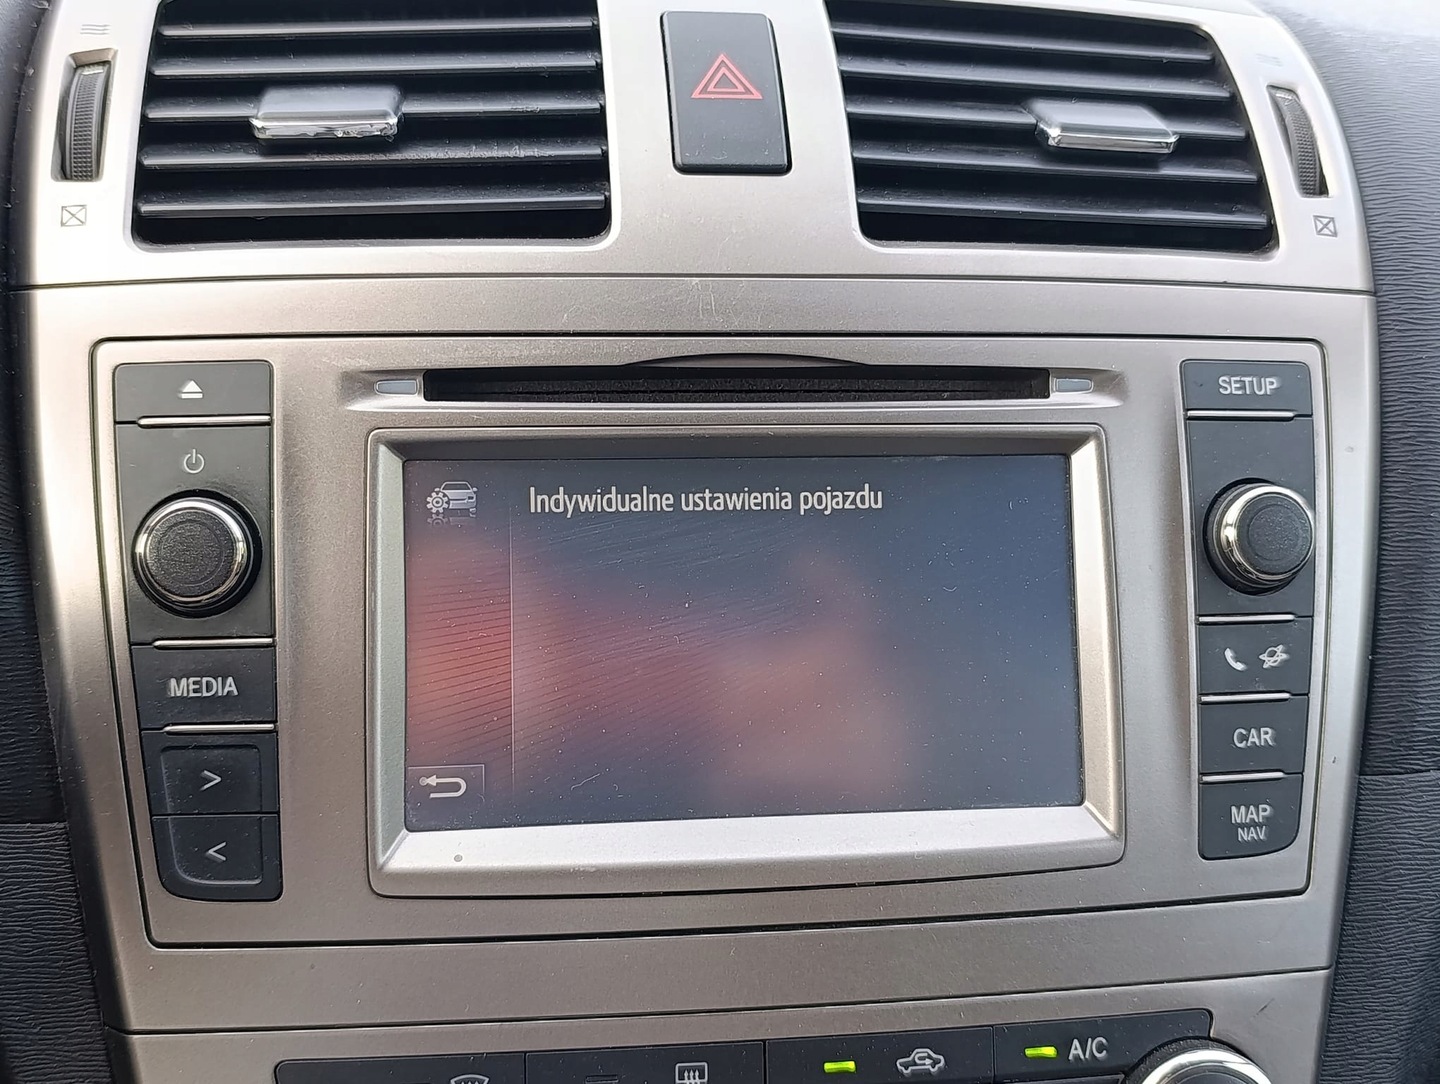 SETUP
Indywidualne ustawienia pojazdu
MEDIA
CAR
MAP
NAV
A/C